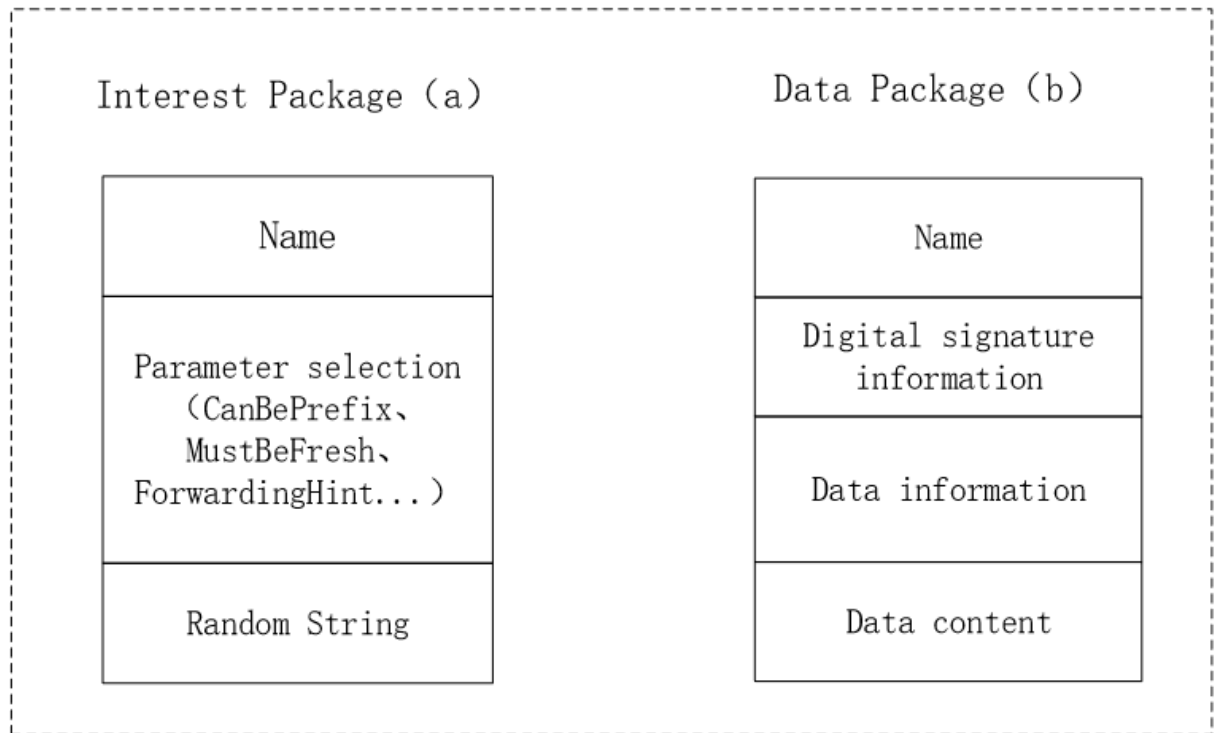 Interest Package（a）
Name
Parameter selection
（CanBePrefix、
MustBeFresh、
ForwardingHint...）
Random String
Data Package（b）
Name
Digital signature
information
Data information
Data content